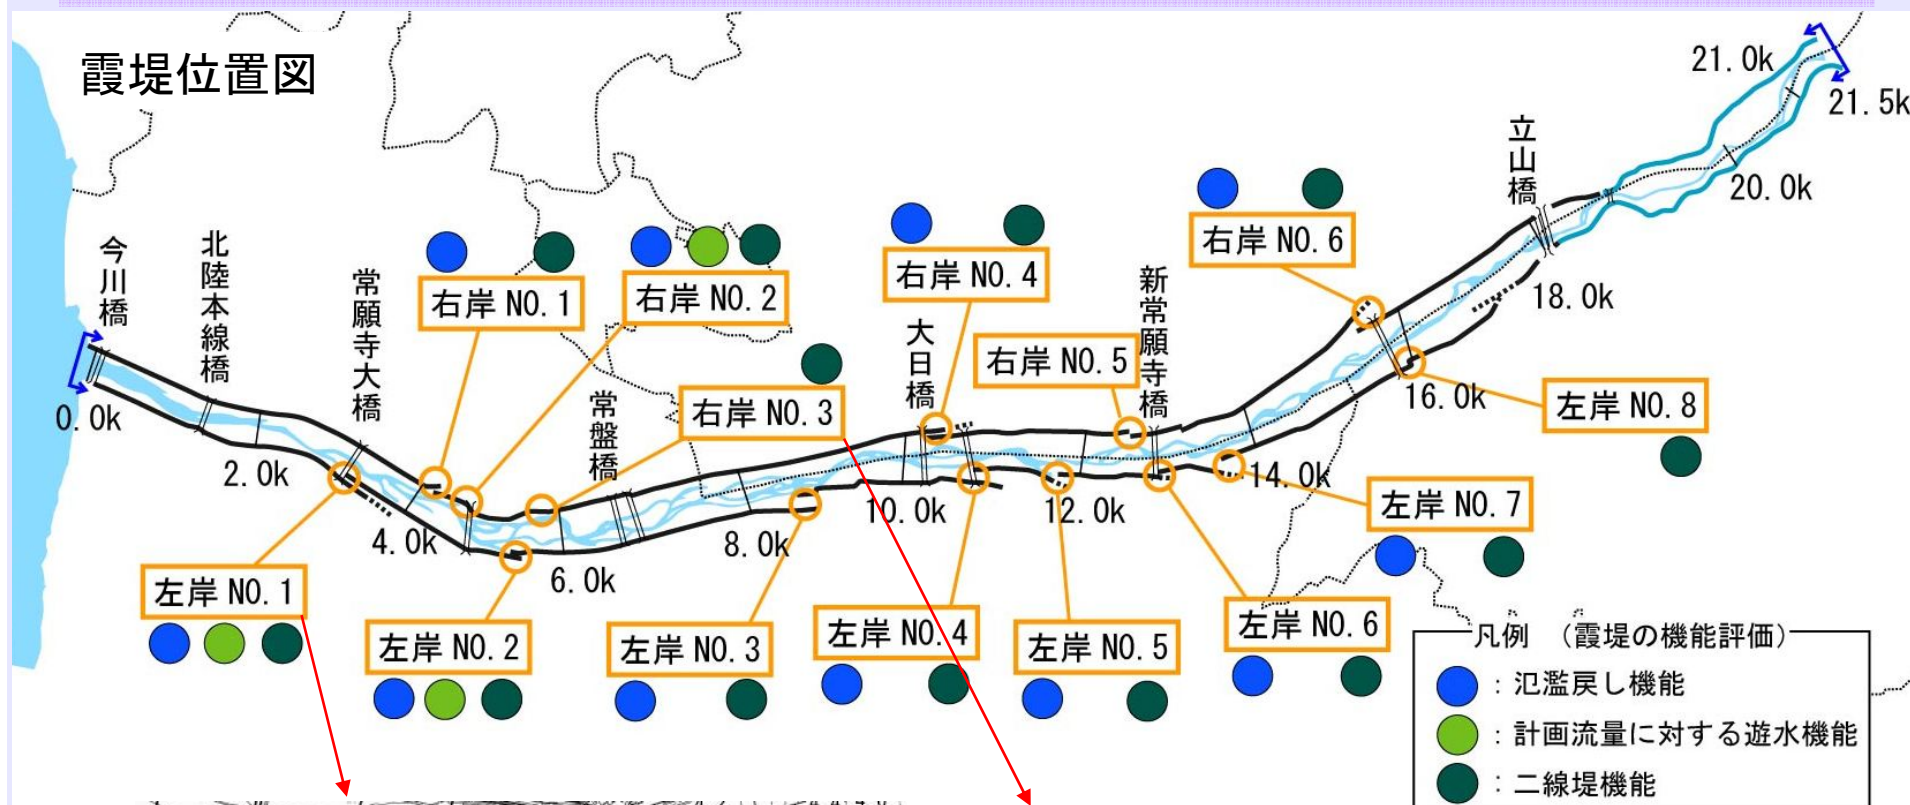 霞堤位置図
21.0k
21.5k
立山橋
20.0k
右岸 NO.6
18.0k
今川橋
北陸本線橋
常願寺大橋
右岸 NO.1
右岸 NO.2
右岸 NO.4
新常願寺橋
大日橋
右岸 NO.5
右岸 NO.3
常盤橋
16.0k
左岸 NO.8
0.0k
2.0k
4.0k
6.0k
8.0k
10.0k
12.0k
14.0k
左岸 NO.7
左岸 NO.1
左岸 NO.2
左岸 NO.3
左岸 NO.4
左岸 NO.5
左岸 NO.6
凡例 （霞堤の機能評価）
：氾濫戻し機能
：計画流量に対する遊水機能
：二線堤機能